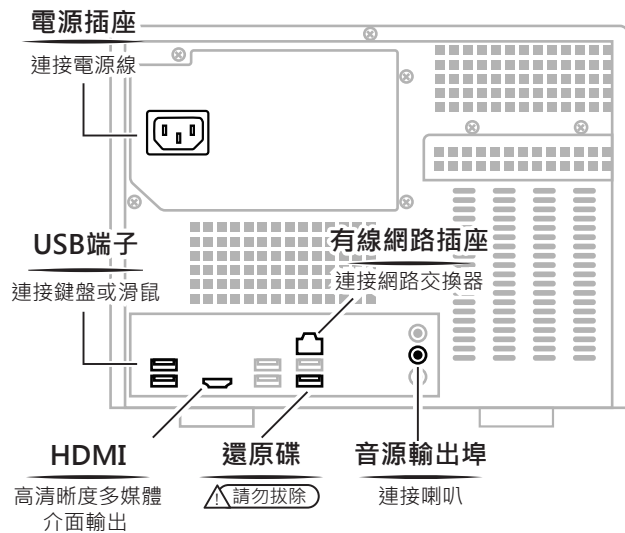 電源插座
連接電源線
USB端子
連接鍵盤或滑鼠
有線網路插座
連接網路交換器
HDMI
高清晰度多媒體
介面輸出
還原碟
請勿拔除
音源輸出埠
連接喇叭